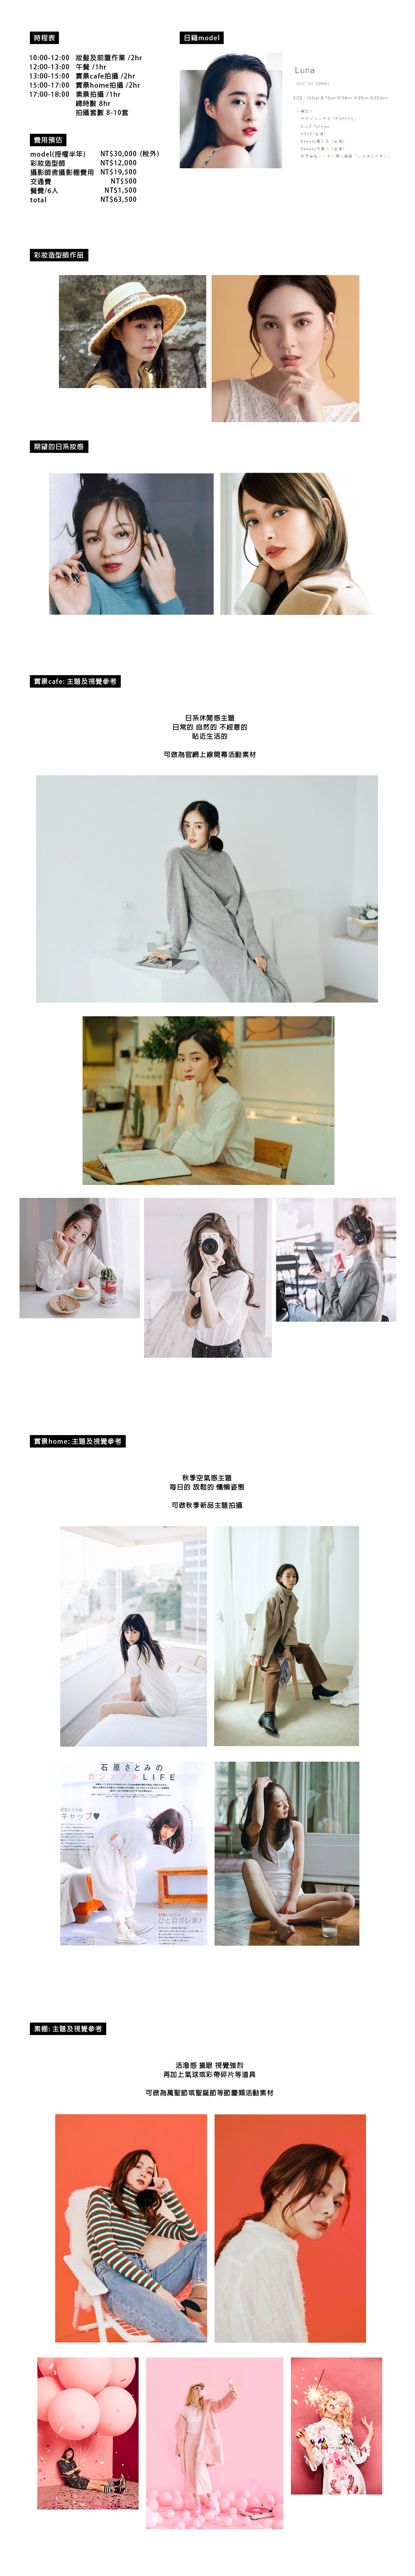 時程表
10:00-12:00 妝髮及前置作業 /2hr
12:00-13:00 午餐 /1hr
13:00-15:00 實景cafe拍攝 /2hr
15:00-17:00 實景home拍攝 /2hr
17:00-18:00 素景拍攝 /1hr
總時數 8hr
拍攝套數 8-10套
費用預估
model(授權半年) NT$30,000 (稅外)
彩妝造型師 NT$12,000
攝影師含攝影棚費用 NT$19,500
交通費 NT$500
餐費/6人 NT$1,500
total NT$63,500
日籍model
Luna
彩妝造型師作品
期望的日系妝感
實景cafe: 主題及視覺參考
日系休閒感主題
日常的 自然的 不經意的
貼近生活的
可做為官網上線開幕活動素材
實景home: 主題及視覺參考
秋季空氣感主題
每日的 放鬆的 慵懶姿態
可做秋季新品主題拍攝
石原さとみの
カジュアルLIFE
キャップ♥
ひと目ボレ派!
素棚: 主題及視覺參考
活潑感 搶眼 視覺強烈
再加上氣球或彩帶碎片等道具
可做為萬聖節或聖誕節等節慶類活動素材